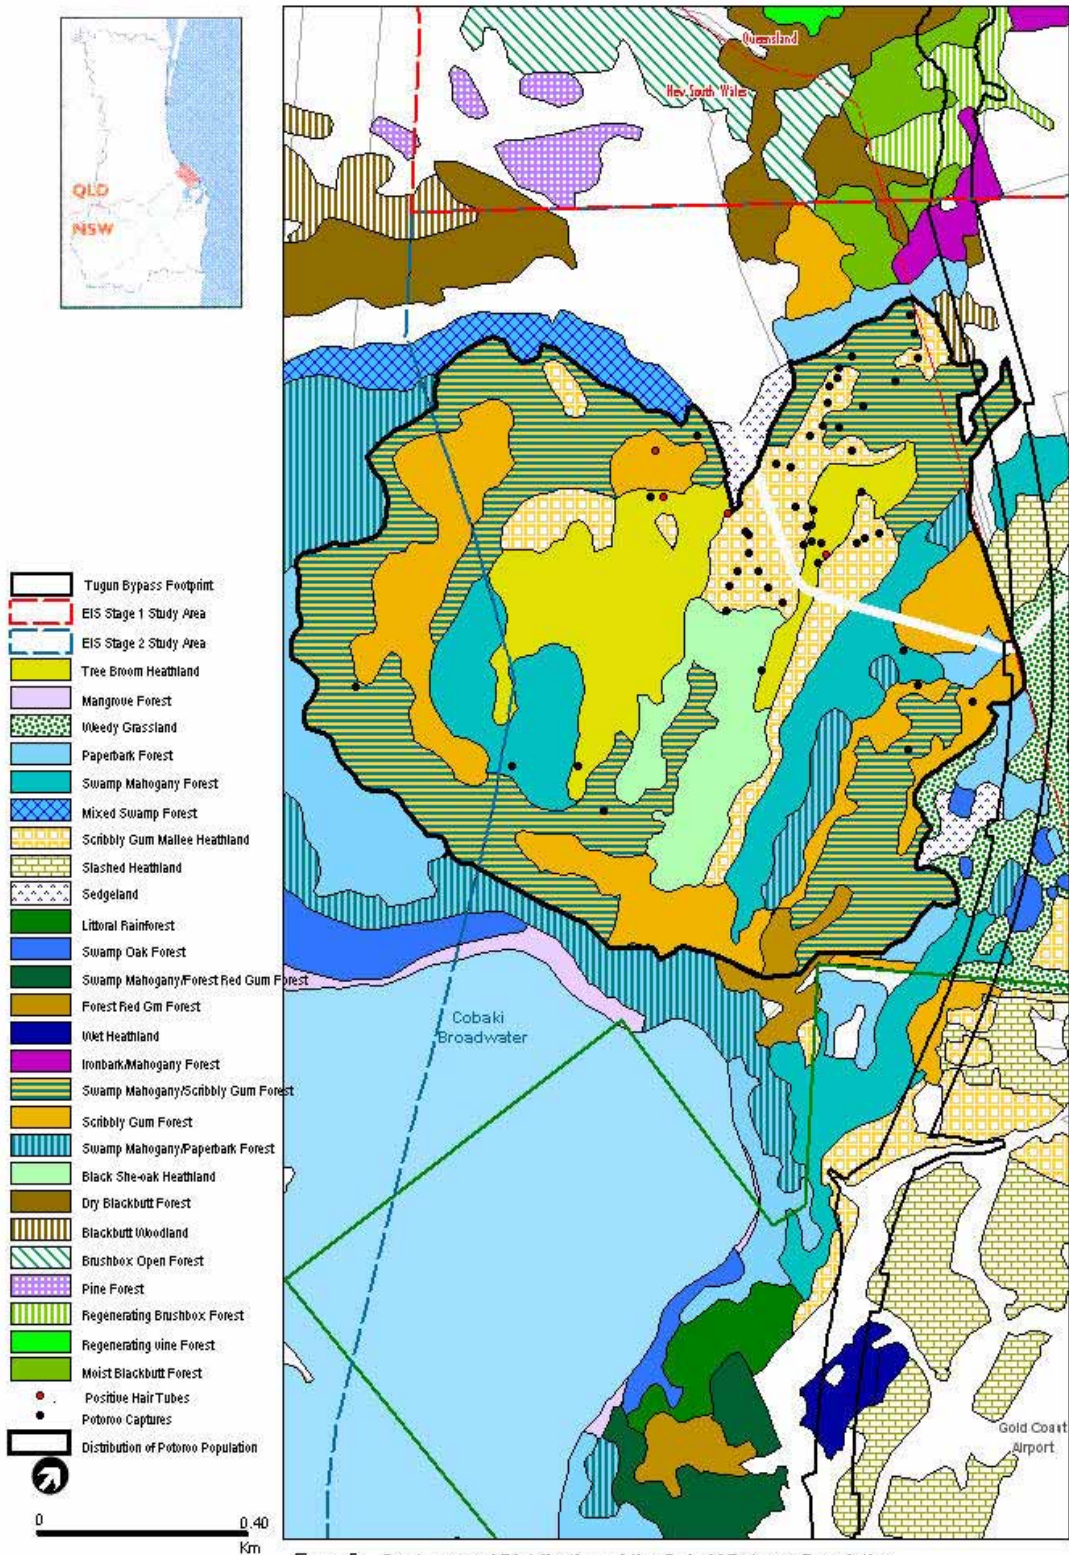 QLD
NSW
Queensland
New South Wales
Tugun Bypass Footprint
EIS Stage 1 Study Area
EIS Stage 2 Study Area
Tree Broom Heathland
Mangrove Forest
Weedy Grassland
Paperbark Forest
Swamp Mahogany Forest
Mixed Swamp Forest
Scribbly Gum Mallee Heathland
Slashed Heathland
Sedgeland
Littoral Rainforest
Swamp Oak Forest
Swamp Mahogany/Forest Red Gum Forest
Forest Red Gm Forest
Wet Heathland
Ironbark/Mahogany Forest
Swamp Mahogany/Scribbly Gum Forest
Scribbly Gum Forest
Swamp Mahogany/Paperbark Forest
Black She-oak Heathland
Dry Blackbutt Forest
Blackbutt Woodland
Brushbox Open Forest
Pine Forest
Regenerating Brushbox Forest
Regenerating vine Forest
Moist Blackbutt Forest
Positive Hair Tubes
Potoroo Captures
Distribution of Potoroo Population
0 0.40
Km
Cobaki
Broadwater
Gold Coast
Airport